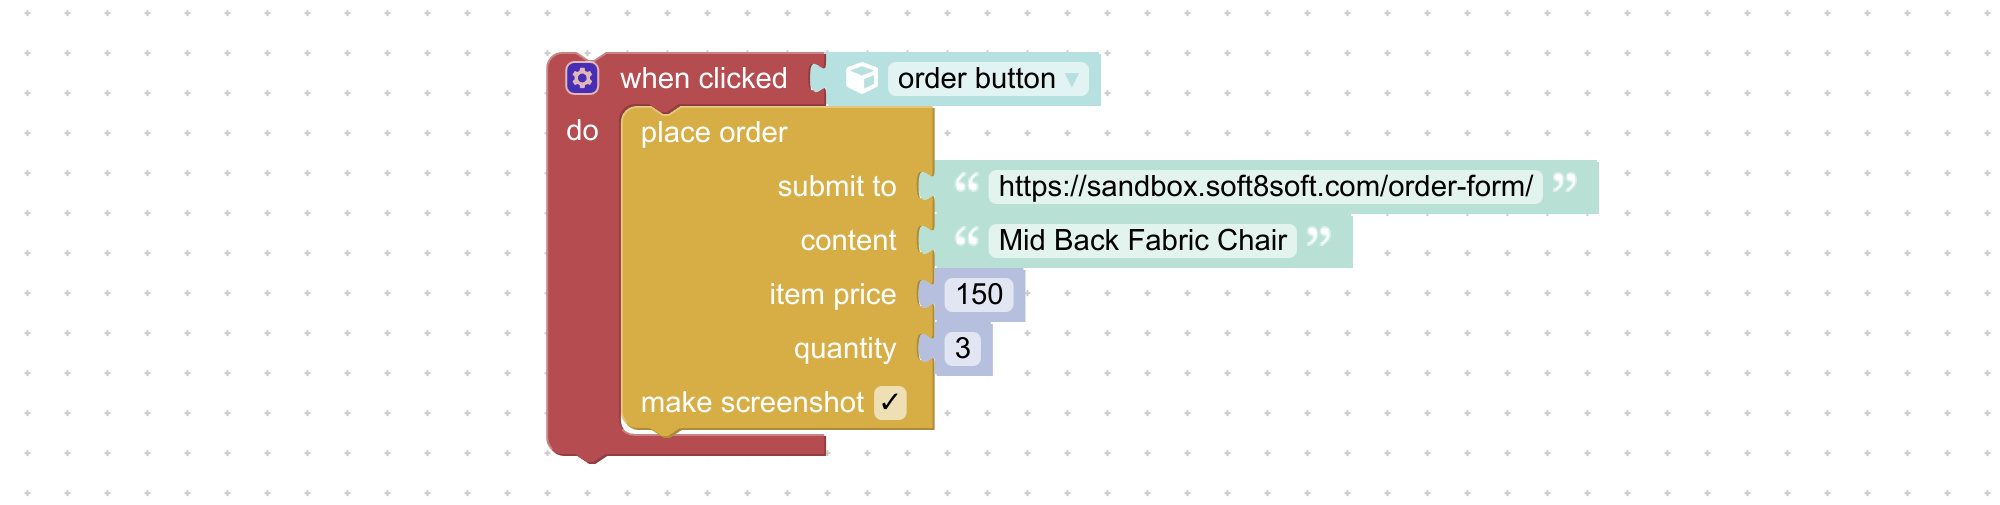 when clicked order button
do place order
submit to “ https://sandbox.soft8soft.com/order-form/ ”
content “ Mid Back Fabric Chair ”
item price 150
quantity 3
make screenshot ✓